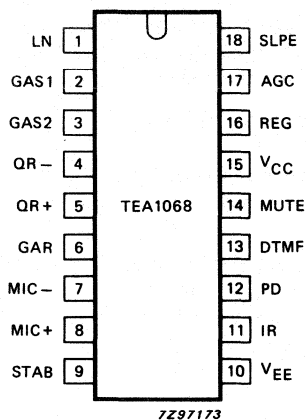 LN 1 18 SLPE
GAS1 2 17 AGC
GAS2 3 16 REG
QR- 4 15 VCC
QR+ 5 TEA1068 14 MUTE
GAR 6 13 DTMF
MIC- 7 12 PD
MIC+ 8 11 IR
STAB 9 10 VEE
7Z97173